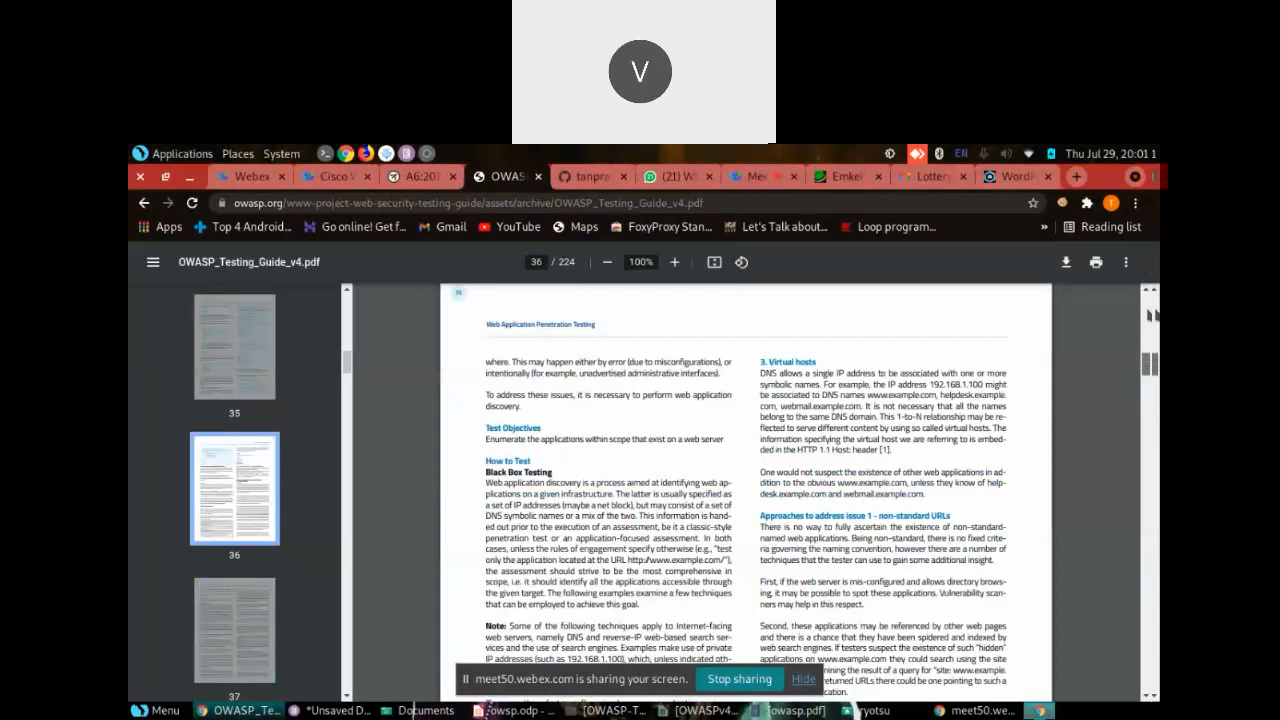 V
Applications Places System EN Thu Jul 29, 20:01 1
Webex Cisco W A6:20 OWAS tanpra (21) Wh Mee Emkei Lottery WordP
owasp.org/www-project-web-security-testing-guide/assets/archive/OWASP_Testing_Guide_v4.pdf T
Apps Top 4 Android... Go online! Get f... Gmail YouTube Maps FoxyProxy Stan... Let's Talk about... Loop program... » Reading list
OWASP_Testing_Guide_v4.pdf 36 / 224 100%
35
36
37
Web Application Penetration Testing
where. This may happen either by error (due to misconfigurations), or
intentionally (for example, unadvertised administrative interfaces).
To address these issues, it is necessary to perform web application
discovery.
Test Objectives
Enumerate the applications within scope that exist on a web server
How to Test
Black Box Testing
Web application discovery is a process aimed at identifying web ap-
plications on a given infrastructure. The latter is usually specified as
a set of IP addresses (maybe a net block), but may consist of a set of
DNS symbolic names or a mix of the two. This information is hand-
ed out prior to the execution of an assessment, be it a classic-style
penetration test or an application-focused assessment. In both
cases, unless the rules of engagement specify otherwise (e.g., "test
only the application located at the URL http://www.example.com/"),
the assessment should strive to be the most comprehensive in
scope, i.e. it should identify all the applications accessible through
the given target. The following examples examine a few techniques
that can be employed to achieve this goal.
Note: Some of the following techniques apply to Internet-facing
web servers, namely DNS and reverse-IP web-based search ser-
vices and the use of search engines. Examples make use of private
IP addresses (such as 192.168.1.100), which, unless indicated oth-
3. Virtual hosts
DNS allows a single IP address to be associated with one or more
symbolic names. For example, the IP address 192.168.1.100 might
be associated to DNS names www.example.com, helpdesk.example.
com, webmail.example.com. It is not necessary that all the names
belong to the same DNS domain. This 1-to-N relationship may be re-
flected to serve different content by using so called virtual hosts. The
information specifying the virtual host we are referring to is embed-
ded in the HTTP 1.1 Host: header [1].
One would not suspect the existence of other web applications in ad-
dition to the obvious www.example.com, unless they know of help-
desk.example.com and webmail.example.com.
Approaches to address issue 1 - non-standard URLs
There is no way to fully ascertain the existence of non-standard-
named web applications. Being non-standard, there is no fixed crite-
ria governing the naming convention, however there are a number of
techniques that the tester can use to gain some additional insight.
First, if the web server is mis-configured and allows directory brows-
ing, it may be possible to spot these applications. Vulnerability scan-
ners may help in this respect.
Second, these applications may be referenced by other web pages
and there is a chance that they have been spidered and indexed by
web search engines. If testers suspect the existence of such "hidden"
applications on www.example.com they could search using the site
mining the result of a query for "site: www.example.
returned URLs there could be one pointing to such a
cation.
meet50.webex.com is sharing your screen. Stop sharing Hide
Menu OWASP_Te... *Unsaved D... Documents owsp.odp - ... [OWASP-T... [OWASPv4... [owasp.pdf] ryotsu meet50.we...